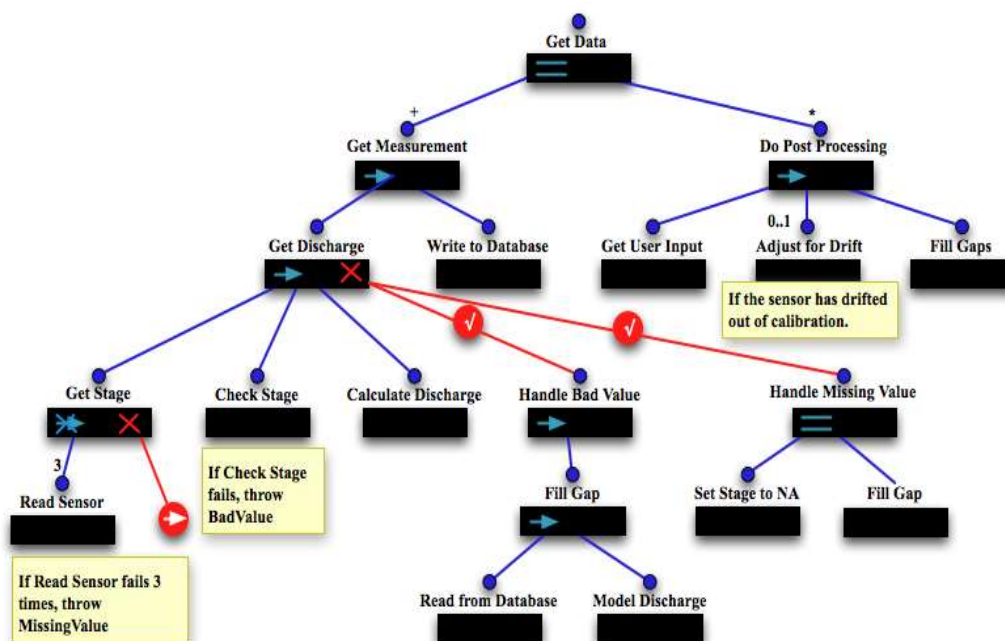 Get Data
+
*
Get Measurement
Do Post Processing
0..1
Get Discharge
Write to Database
Get User Input
Adjust for Drift
Fill Gaps
If the sensor has drifted
out of calibration.
√
√
Get Stage
Check Stage
Calculate Discharge
Handle Bad Value
Handle Missing Value
3
If Check Stage
fails, throw
BadValue
Read Sensor
Fill Gap
Set Stage to NA
Fill Gap
If Read Sensor fails 3
times, throw
MissingValue
Read from Database
Model Discharge